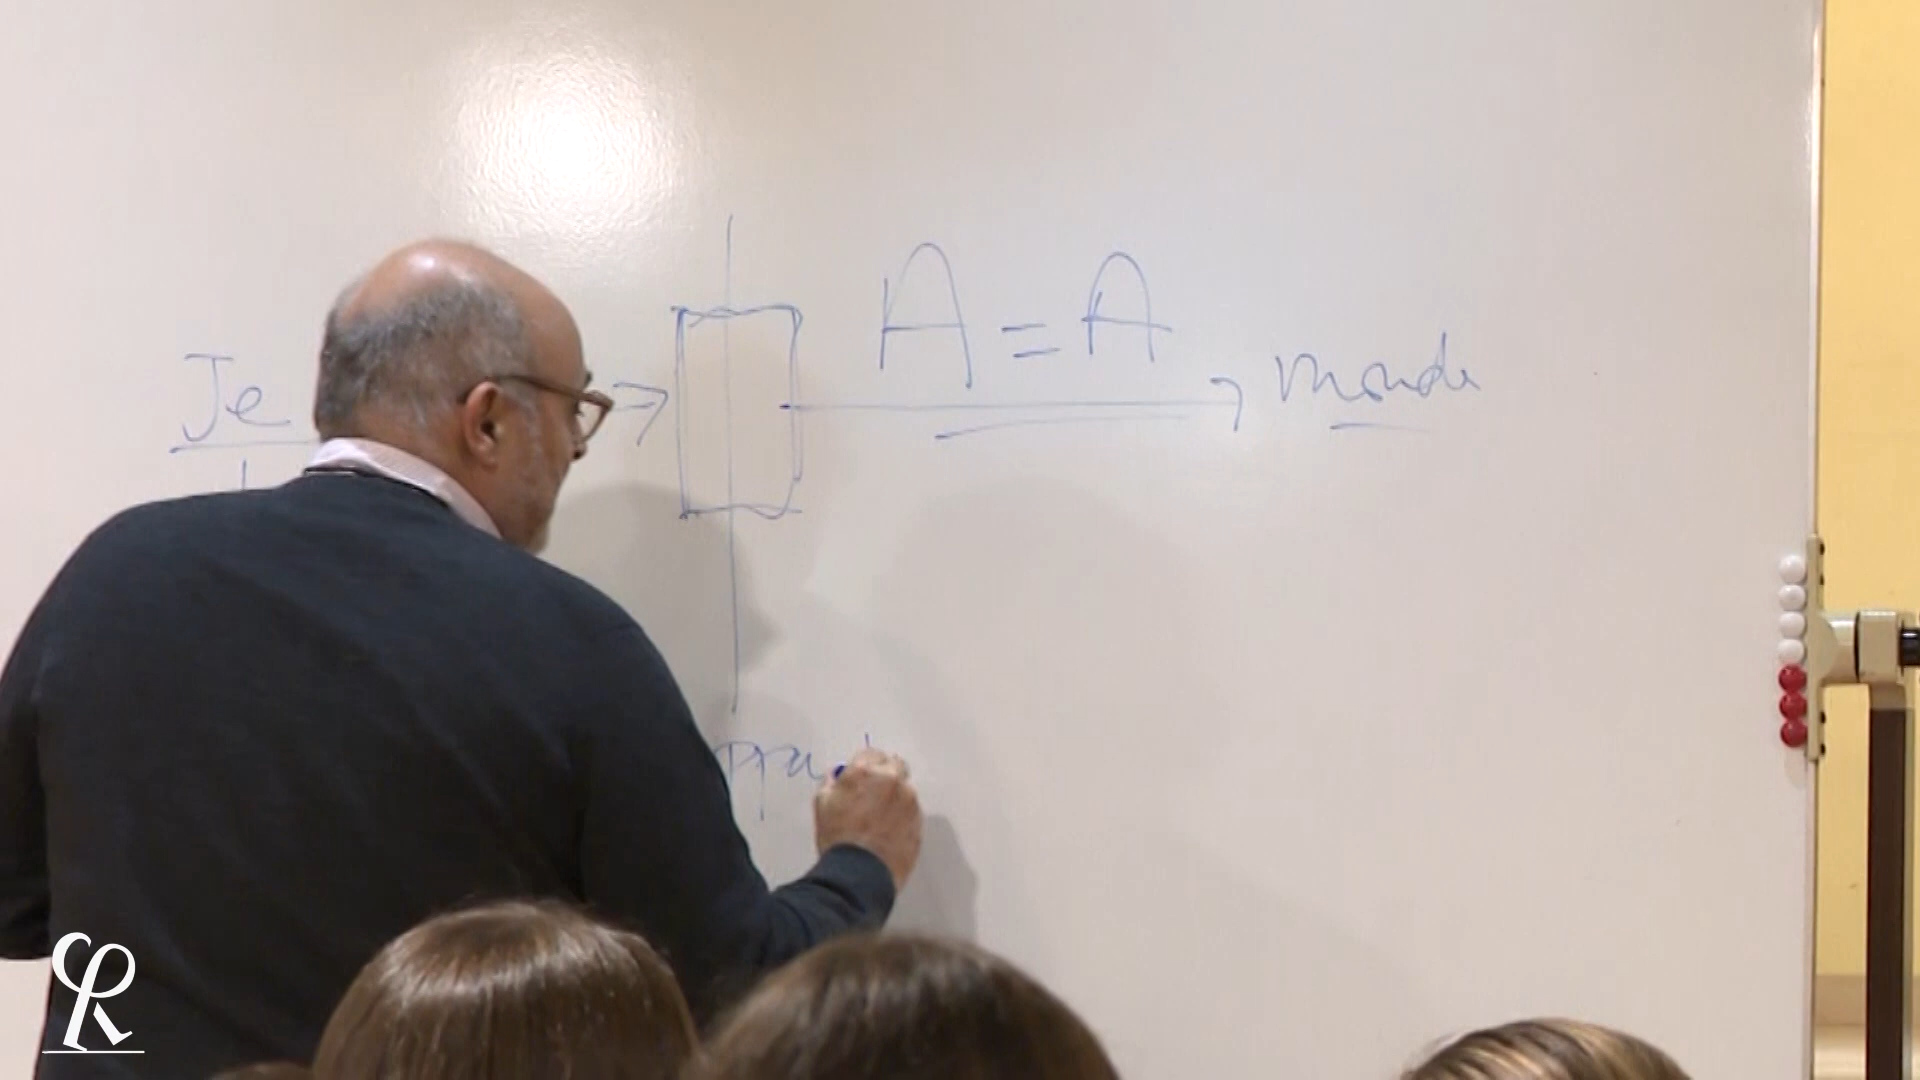 Je → A = A → monde